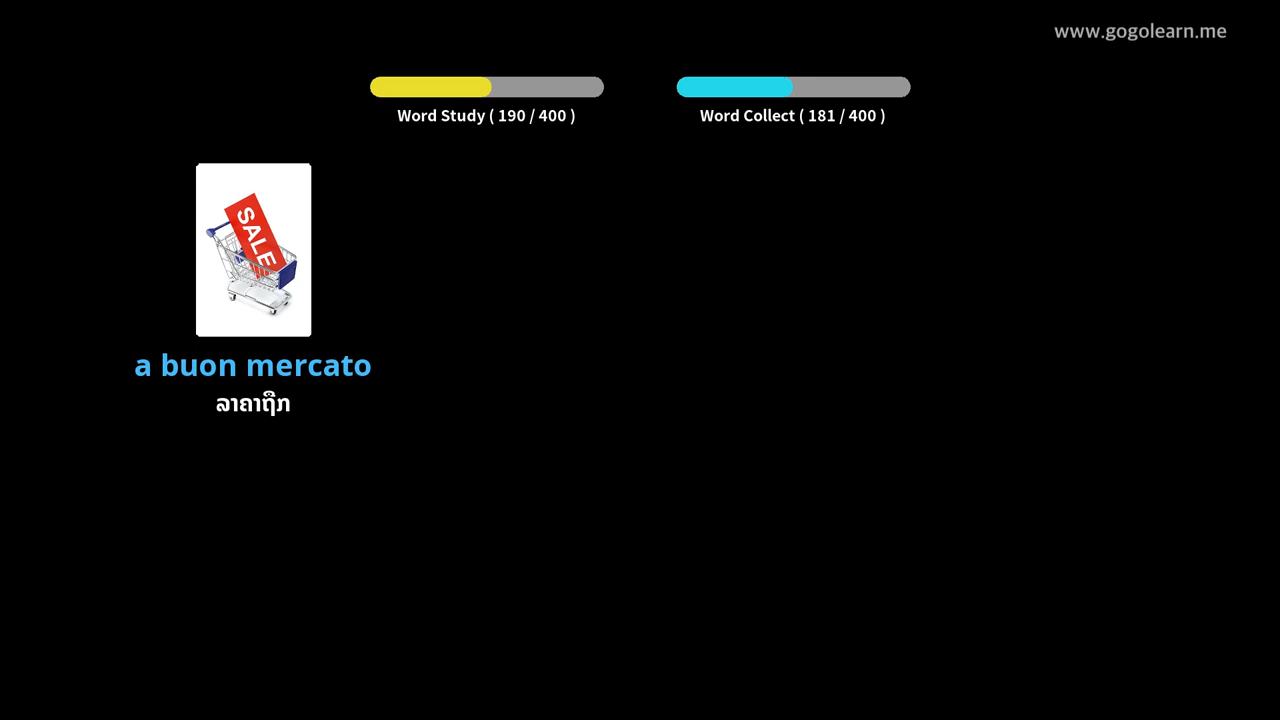 www.gogolearn.me
Word Study ( 190 / 400 )
Word Collect ( 181 / 400 )
SALE
a buon mercato
ລາຄາຖືກ